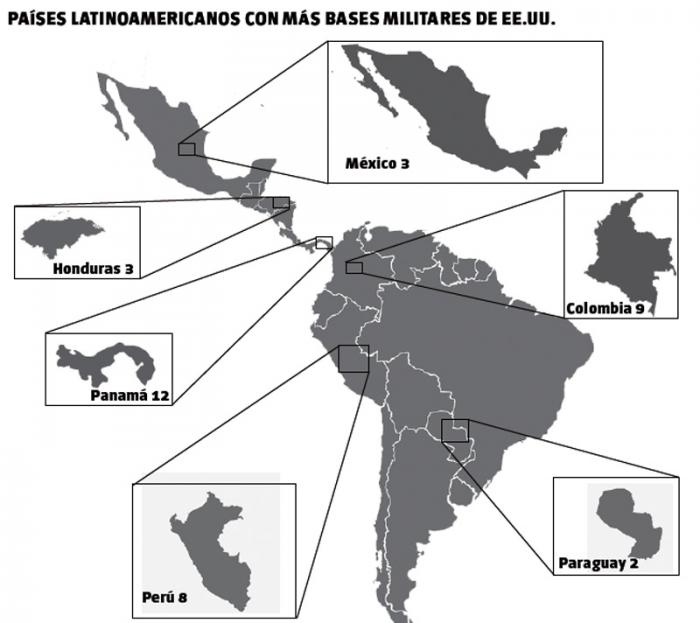 PAÍSES LATINOAMERICANOS CON MÁS BASES MILITARES DE EE.UU.
México 3
Honduras 3
Colombia 9
Panamá 12
Perú 8
Paraguay 2